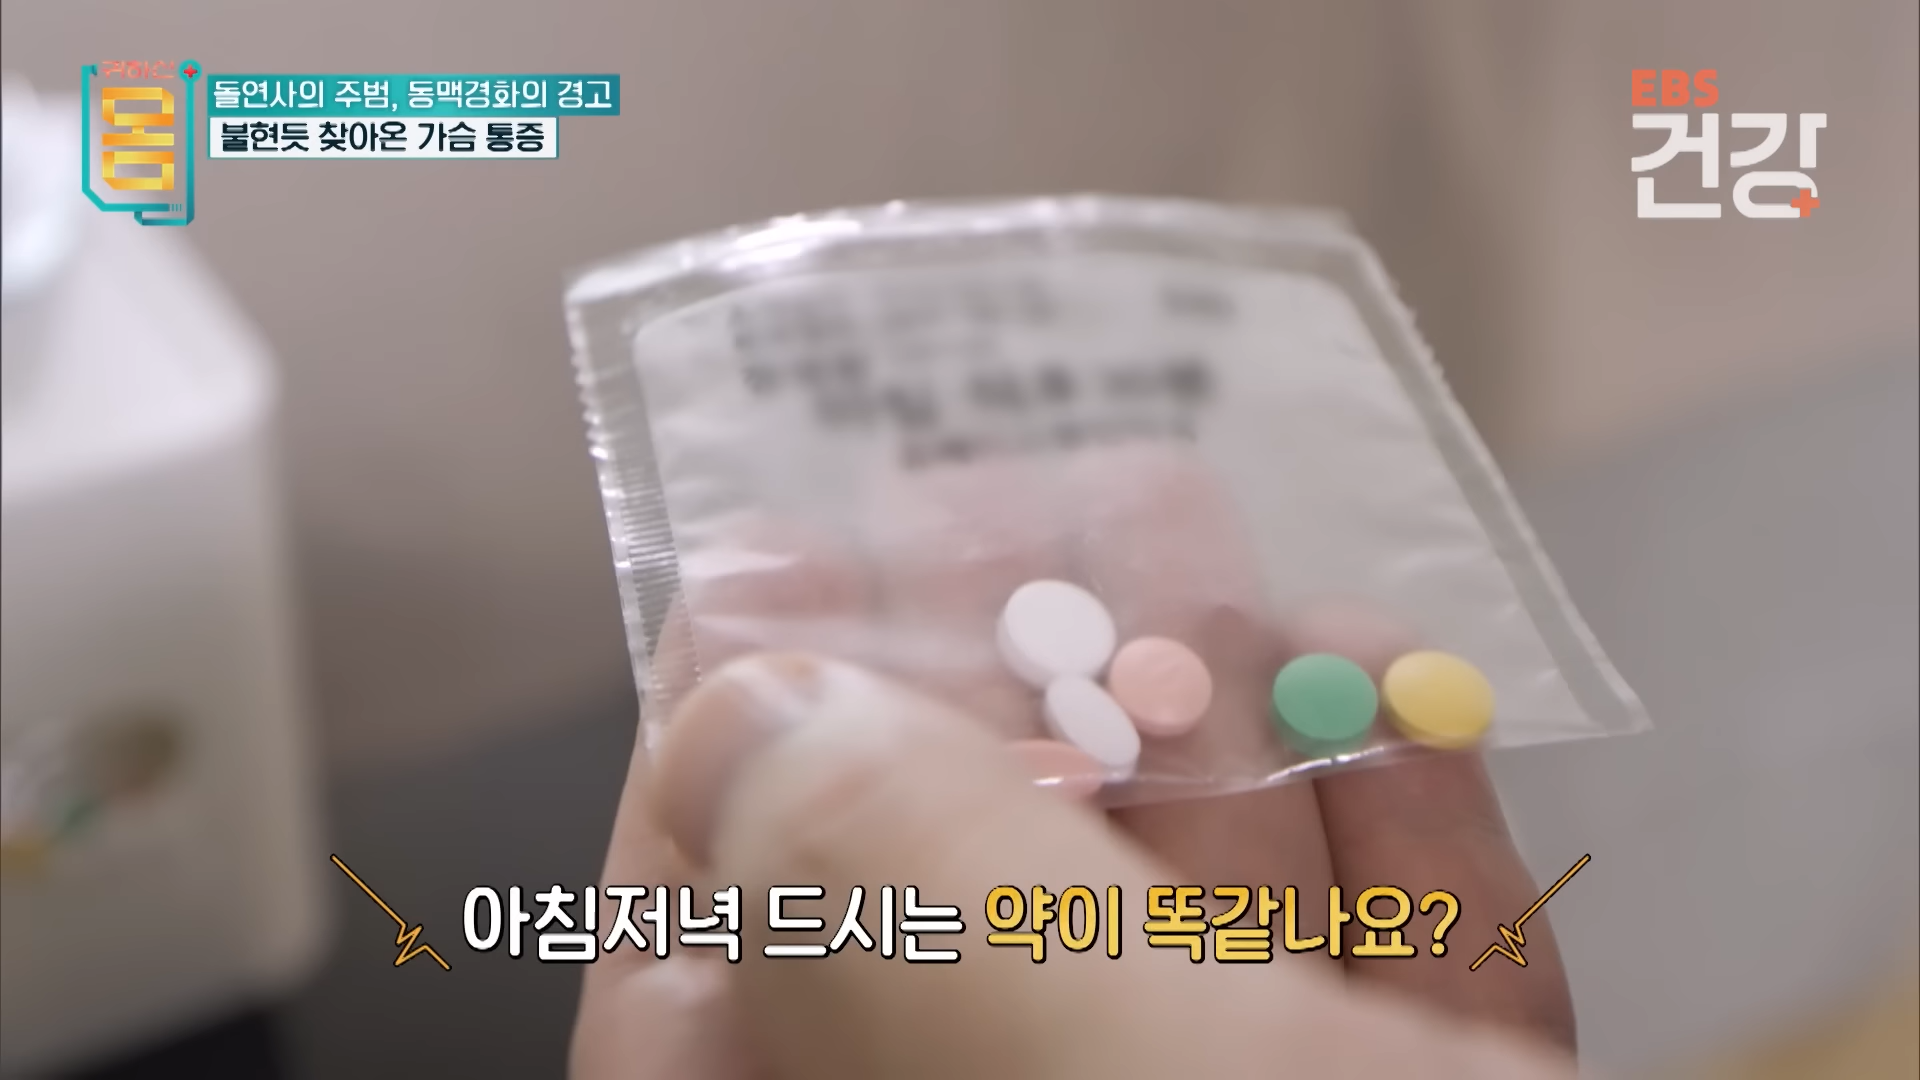 귀하신
몸
돌연사의 주범, 동맥경화의 경고
불현듯 찾아온 가슴 통증
EBS
건강
아침저녁 드시는 약이 똑같나요?